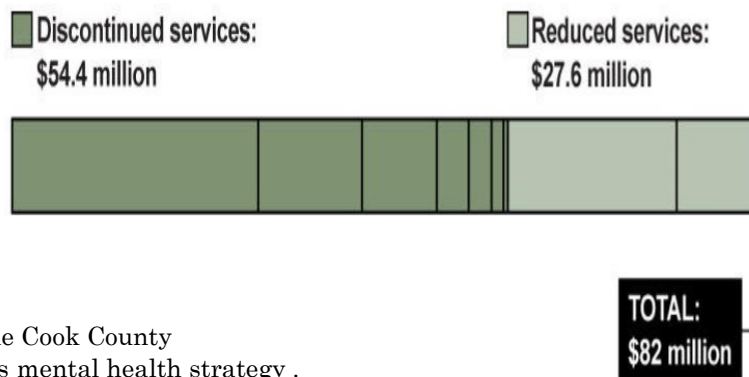 Discontinued services:
$54.4 million
Reduced services:
$27.6 million
TOTAL:
$82 million
Cook County
mental health strategy .